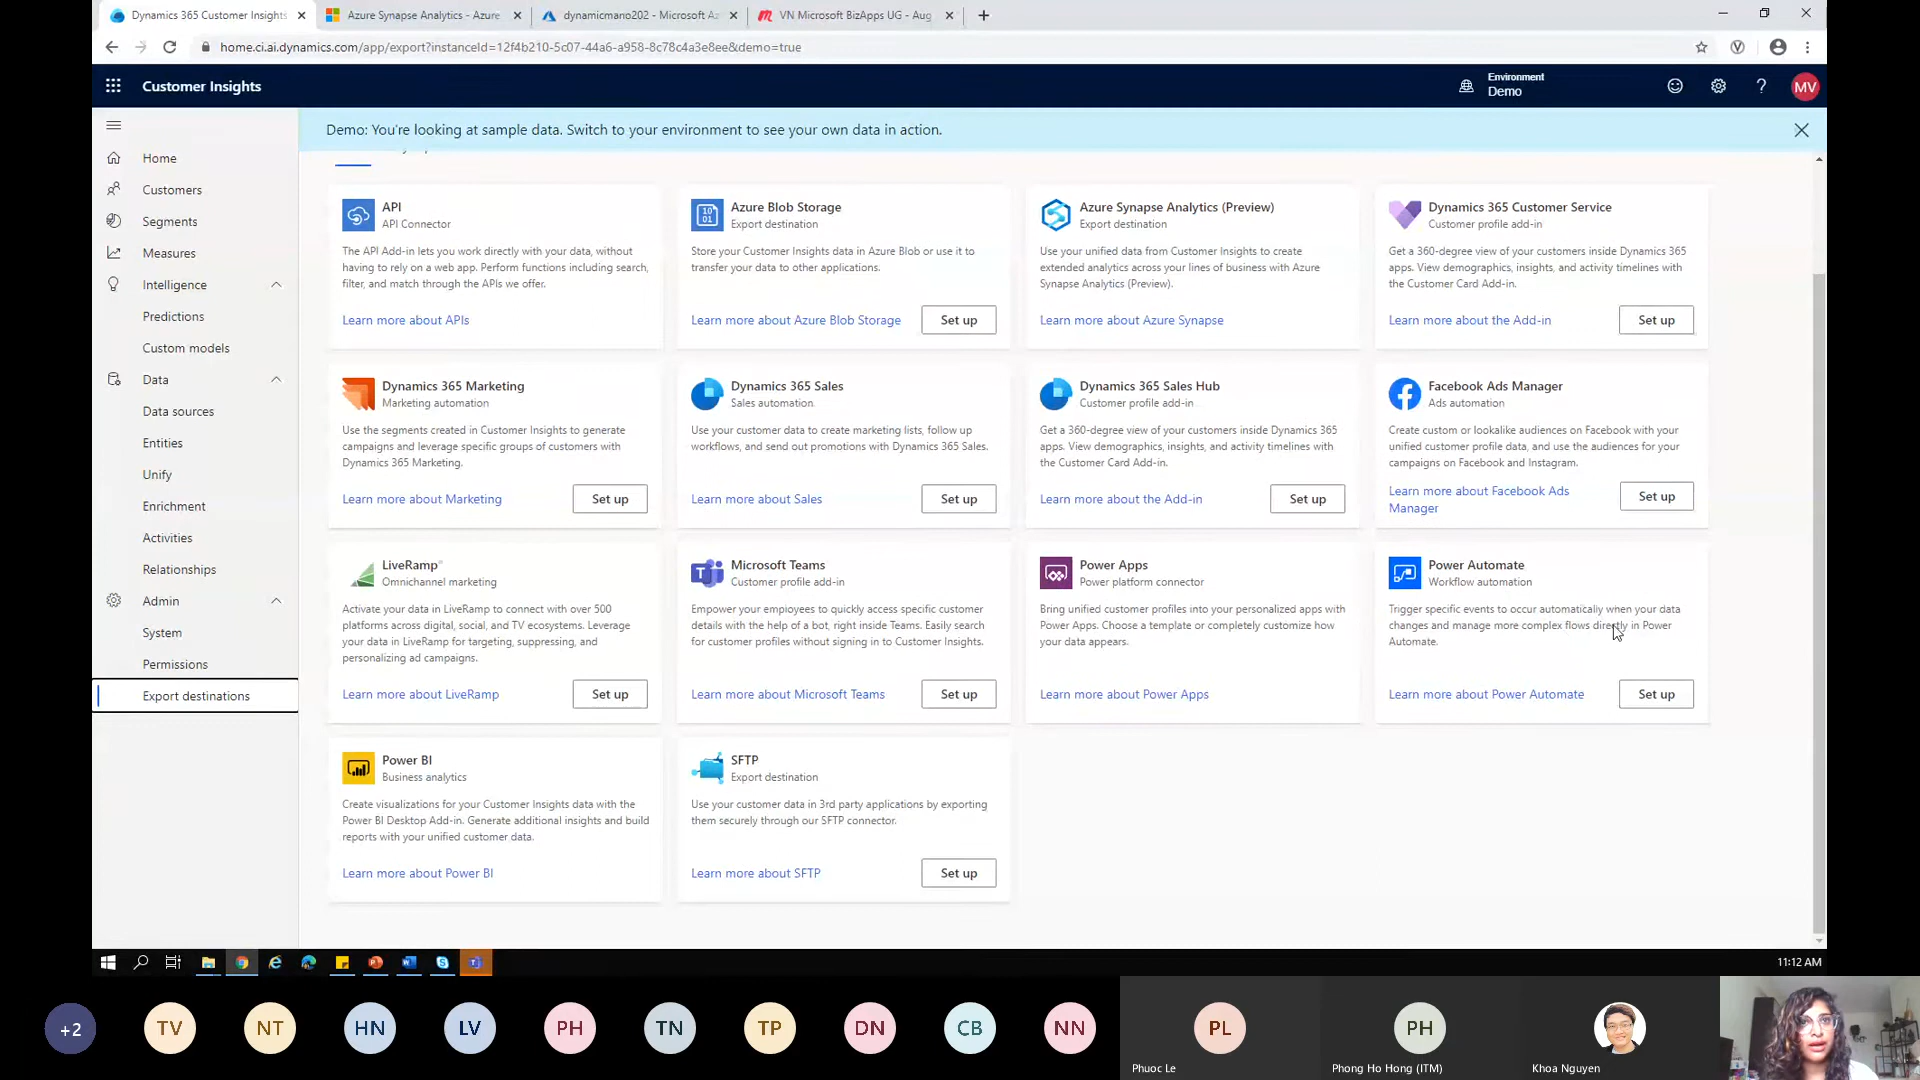 Dynamics 365 Customer Insights
Azure Synapse Analytics - Azure
dynamicmano202 - Microsoft Az
VN Microsoft BizApps UG - Aug
home.ci.ai.dynamics.com/app/export?instanceId=12f4b210-5c07-44a6-a958-8c78c4a3e8ee&demo=true
Customer Insights
Environment
Demo
MV
Demo: You're looking at sample data. Switch to your environment to see your own data in action.
Home
Customers
Segments
Measures
Intelligence
Predictions
Custom models
Data
Data sources
Entities
Unify
Enrichment
Activities
Relationships
Admin
System
Permissions
Export destinations
API
API Connector
The API Add-in lets you work directly with your data, without
having to rely on a web app. Perform functions including search,
filter, and match through the APIs we offer.
Learn more about APIs
Azure Blob Storage
Export destination
Store your Customer Insights data in Azure Blob or use it to
transfer your data to other applications.
Learn more about Azure Blob Storage
Set up
Azure Synapse Analytics (Preview)
Export destination
Use your unified data from Customer Insights to create
extended analytics across your lines of business with Azure
Synapse Analytics (Preview).
Learn more about Azure Synapse
Dynamics 365 Customer Service
Customer profile add-in
Get a 360-degree view of your customers inside Dynamics 365
apps. View demographics, insights, and activity timelines with
the Customer Card Add-in.
Learn more about the Add-in
Set up
Dynamics 365 Marketing
Marketing automation
Use the segments created in Customer Insights to generate
campaigns and leverage specific groups of customers with
Dynamics 365 Marketing.
Learn more about Marketing
Set up
Dynamics 365 Sales
Sales automation
Use your customer data to create marketing lists, follow up
workflows, and send out promotions with Dynamics 365 Sales.
Learn more about Sales
Set up
Dynamics 365 Sales Hub
Customer profile add-in
Get a 360-degree view of your customers inside Dynamics 365
apps. View demographics, insights, and activity timelines with
the Customer Card Add-in.
Learn more about the Add-in
Set up
Facebook Ads Manager
Ads automation
Create custom or lookalike audiences on Facebook with your
unified customer profile data, and use the audiences for your
campaigns on Facebook and Instagram.
Learn more about Facebook Ads
Manager
Set up
LiveRamp®
Omnichannel marketing
Activate your data in LiveRamp to connect with over 500
platforms across digital, social, and TV ecosystems. Leverage
your data in LiveRamp for targeting, suppressing, and
personalizing ad campaigns.
Learn more about LiveRamp
Set up
Microsoft Teams
Customer profile add-in
Empower your employees to quickly access specific customer
details with the help of a bot, right inside Teams. Easily search
for customer profiles without signing in to Customer Insights.
Learn more about Microsoft Teams
Set up
Power Apps
Power platform connector
Bring unified customer profiles into your personalized apps with
Power Apps. Choose a template or completely customize how
your data appears.
Learn more about Power Apps
Power Automate
Workflow automation
Trigger specific events to occur automatically when your data
changes and manage more complex flows directly in Power
Automate.
Learn more about Power Automate
Set up
Power BI
Business analytics
Create visualizations for your Customer Insights data with the
Power BI Desktop Add-in. Generate additional insights and build
reports with your unified customer data.
Learn more about Power BI
SFTP
Export destination
Use your customer data in 3rd party applications by exporting
them securely through our SFTP connector.
Learn more about SFTP
Set up
11:12 AM
+2
TV
NT
HN
LV
PH
TN
TP
DN
CB
NN
PL
PH
Phuoc Le
Phong Ho Hong (ITM)
Khoa Nguyen